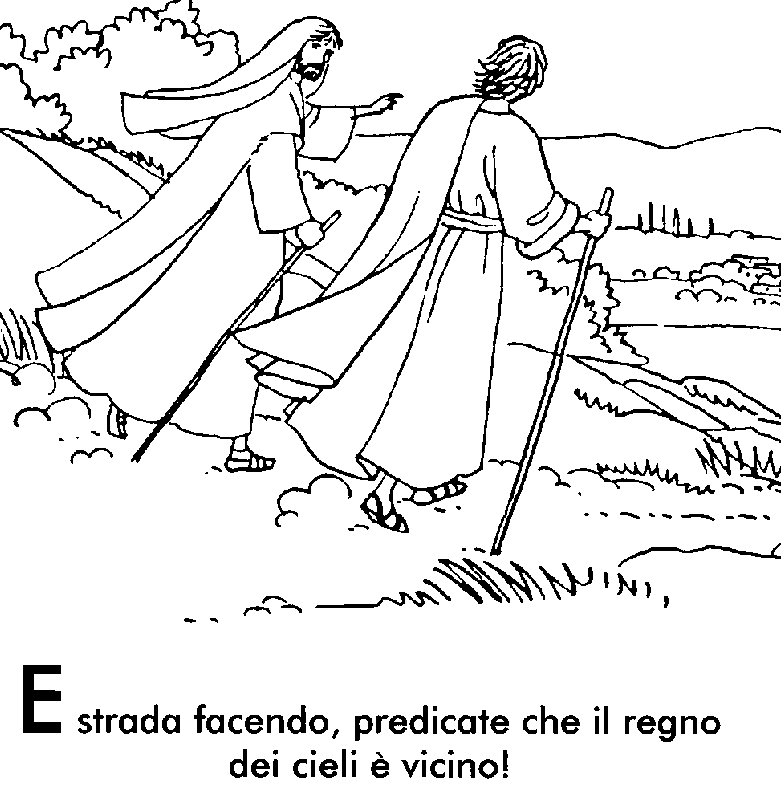 E strada facendo, predicate che il regno
dei cieli è vicino!